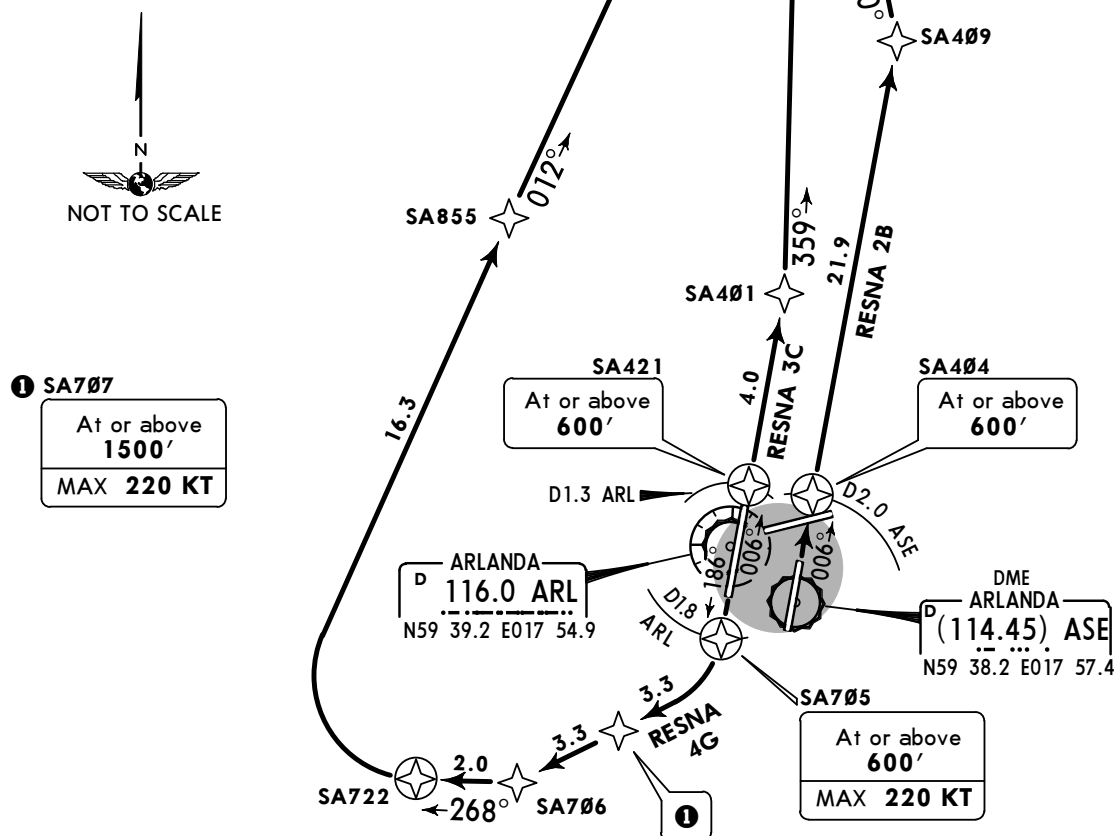 0°
SA4Ø9
N
NOT TO SCALE
012°
SA855
359°
21.9
RESNA 2B
SA4Ø1
4.0
RESNA 3C
❶ SA7Ø7
At or above
1500′
MAX 220 KT
16.3
SA421
At or above
600′
SA4Ø4
At or above
600′
D1.3 ARL
D2.0 ASE
186°
006°
006°
ARLANDA
D 116.0 ARL
N59 39.2 E017 54.9
D1.8
ARL
DME
ARLANDA
D (114.45) ASE
N59 38.2 E017 57.4
SA7Ø5
At or above
600′
MAX 220 KT
3.3
RESNA
4G
3.3
2.0
SA722
268°
SA7Ø6
❶